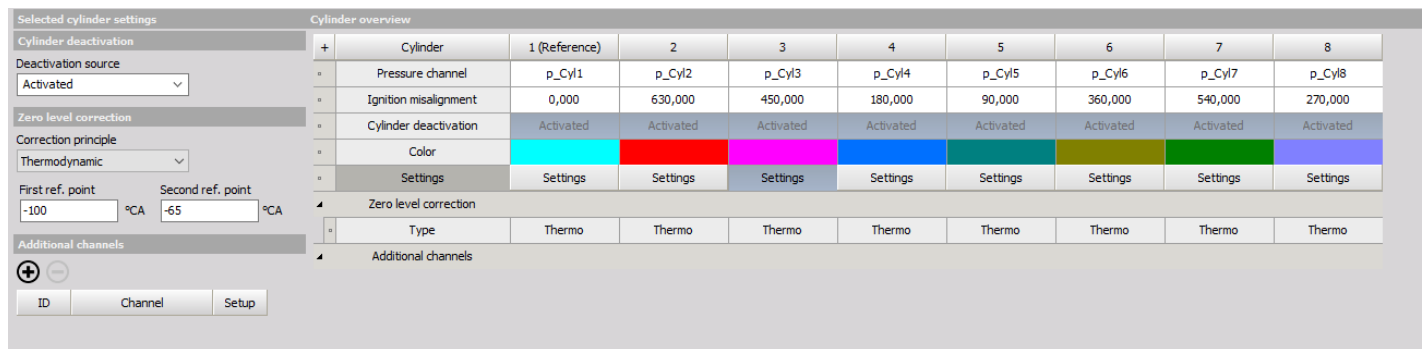 Selected cylinder settings
Cylinder deactivation
Deactivation source
Activated
Zero level correction
Correction principle
Thermodynamic
First ref. point Second ref. point
-100 ºCA -65 ºCA
Additional channels
ID Channel Setup
Cylinder overview
+ Cylinder 1 (Reference) 2 3 4 5 6 7 8
Pressure channel p_Cyl1 p_Cyl2 p_Cyl3 p_Cyl4 p_Cyl5 p_Cyl6 p_Cyl7 p_Cyl8
Ignition misalignment 0,000 630,000 450,000 180,000 90,000 360,000 540,000 270,000
Cylinder deactivation Activated Activated Activated Activated Activated Activated Activated Activated
Color
Settings Settings Settings Settings Settings Settings Settings Settings Settings
Zero level correction
Type Thermo Thermo Thermo Thermo Thermo Thermo Thermo Thermo
Additional channels